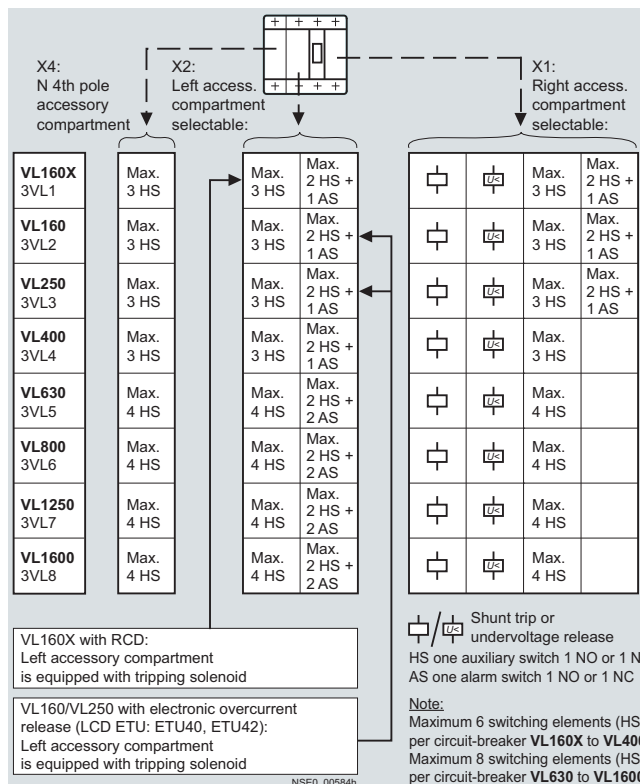 X4:
N 4th pole
accessory
compartment
X2:
Left access.
compartment
selectable:
X1:
Right access.
compartment
selectable:
VL160X
3VL1
Max.
3 HS
Max.
3 HS
Max.
2 HS +
1 AS
U<
Max.
3 HS
Max.
2 HS +
1 AS
VL160
3VL2
Max.
3 HS
Max.
3 HS
Max.
2 HS +
1 AS
U<
Max.
3 HS
Max.
2 HS +
1 AS
VL250
3VL3
Max.
3 HS
Max.
3 HS
Max.
2 HS +
1 AS
U<
Max.
3 HS
Max.
2 HS +
1 AS
VL400
3VL4
Max.
3 HS
Max.
3 HS
Max.
2 HS +
1 AS
U<
Max.
3 HS
VL630
3VL5
Max.
4 HS
Max.
4 HS
Max.
2 HS +
2 AS
U<
Max.
4 HS
VL800
3VL6
Max.
4 HS
Max.
4 HS
Max.
2 HS +
2 AS
U<
Max.
4 HS
VL1250
3VL7
Max.
4 HS
Max.
4 HS
Max.
2 HS +
2 AS
U<
Max.
4 HS
VL1600
3VL8
Max.
4 HS
Max.
4 HS
Max.
2 HS +
2 AS
U<
Max.
4 HS
VL160X with RCD:
Left accessory compartment
is equipped with tripping solenoid
VL160/VL250 with electronic overcurrent
release (LCD ETU: ETU40, ETU42):
Left accessory compartment
is equipped with tripping solenoid
NSE0_00584h
/ U< Shunt trip or
undervoltage release
HS one auxiliary switch 1 NO or 1 N
AS one alarm switch 1 NO or 1 NC
Note:
Maximum 6 switching elements (HS
per circuit-breaker VL160X to VL400
Maximum 8 switching elements (HS
per circuit-breaker VL630 to VL1600